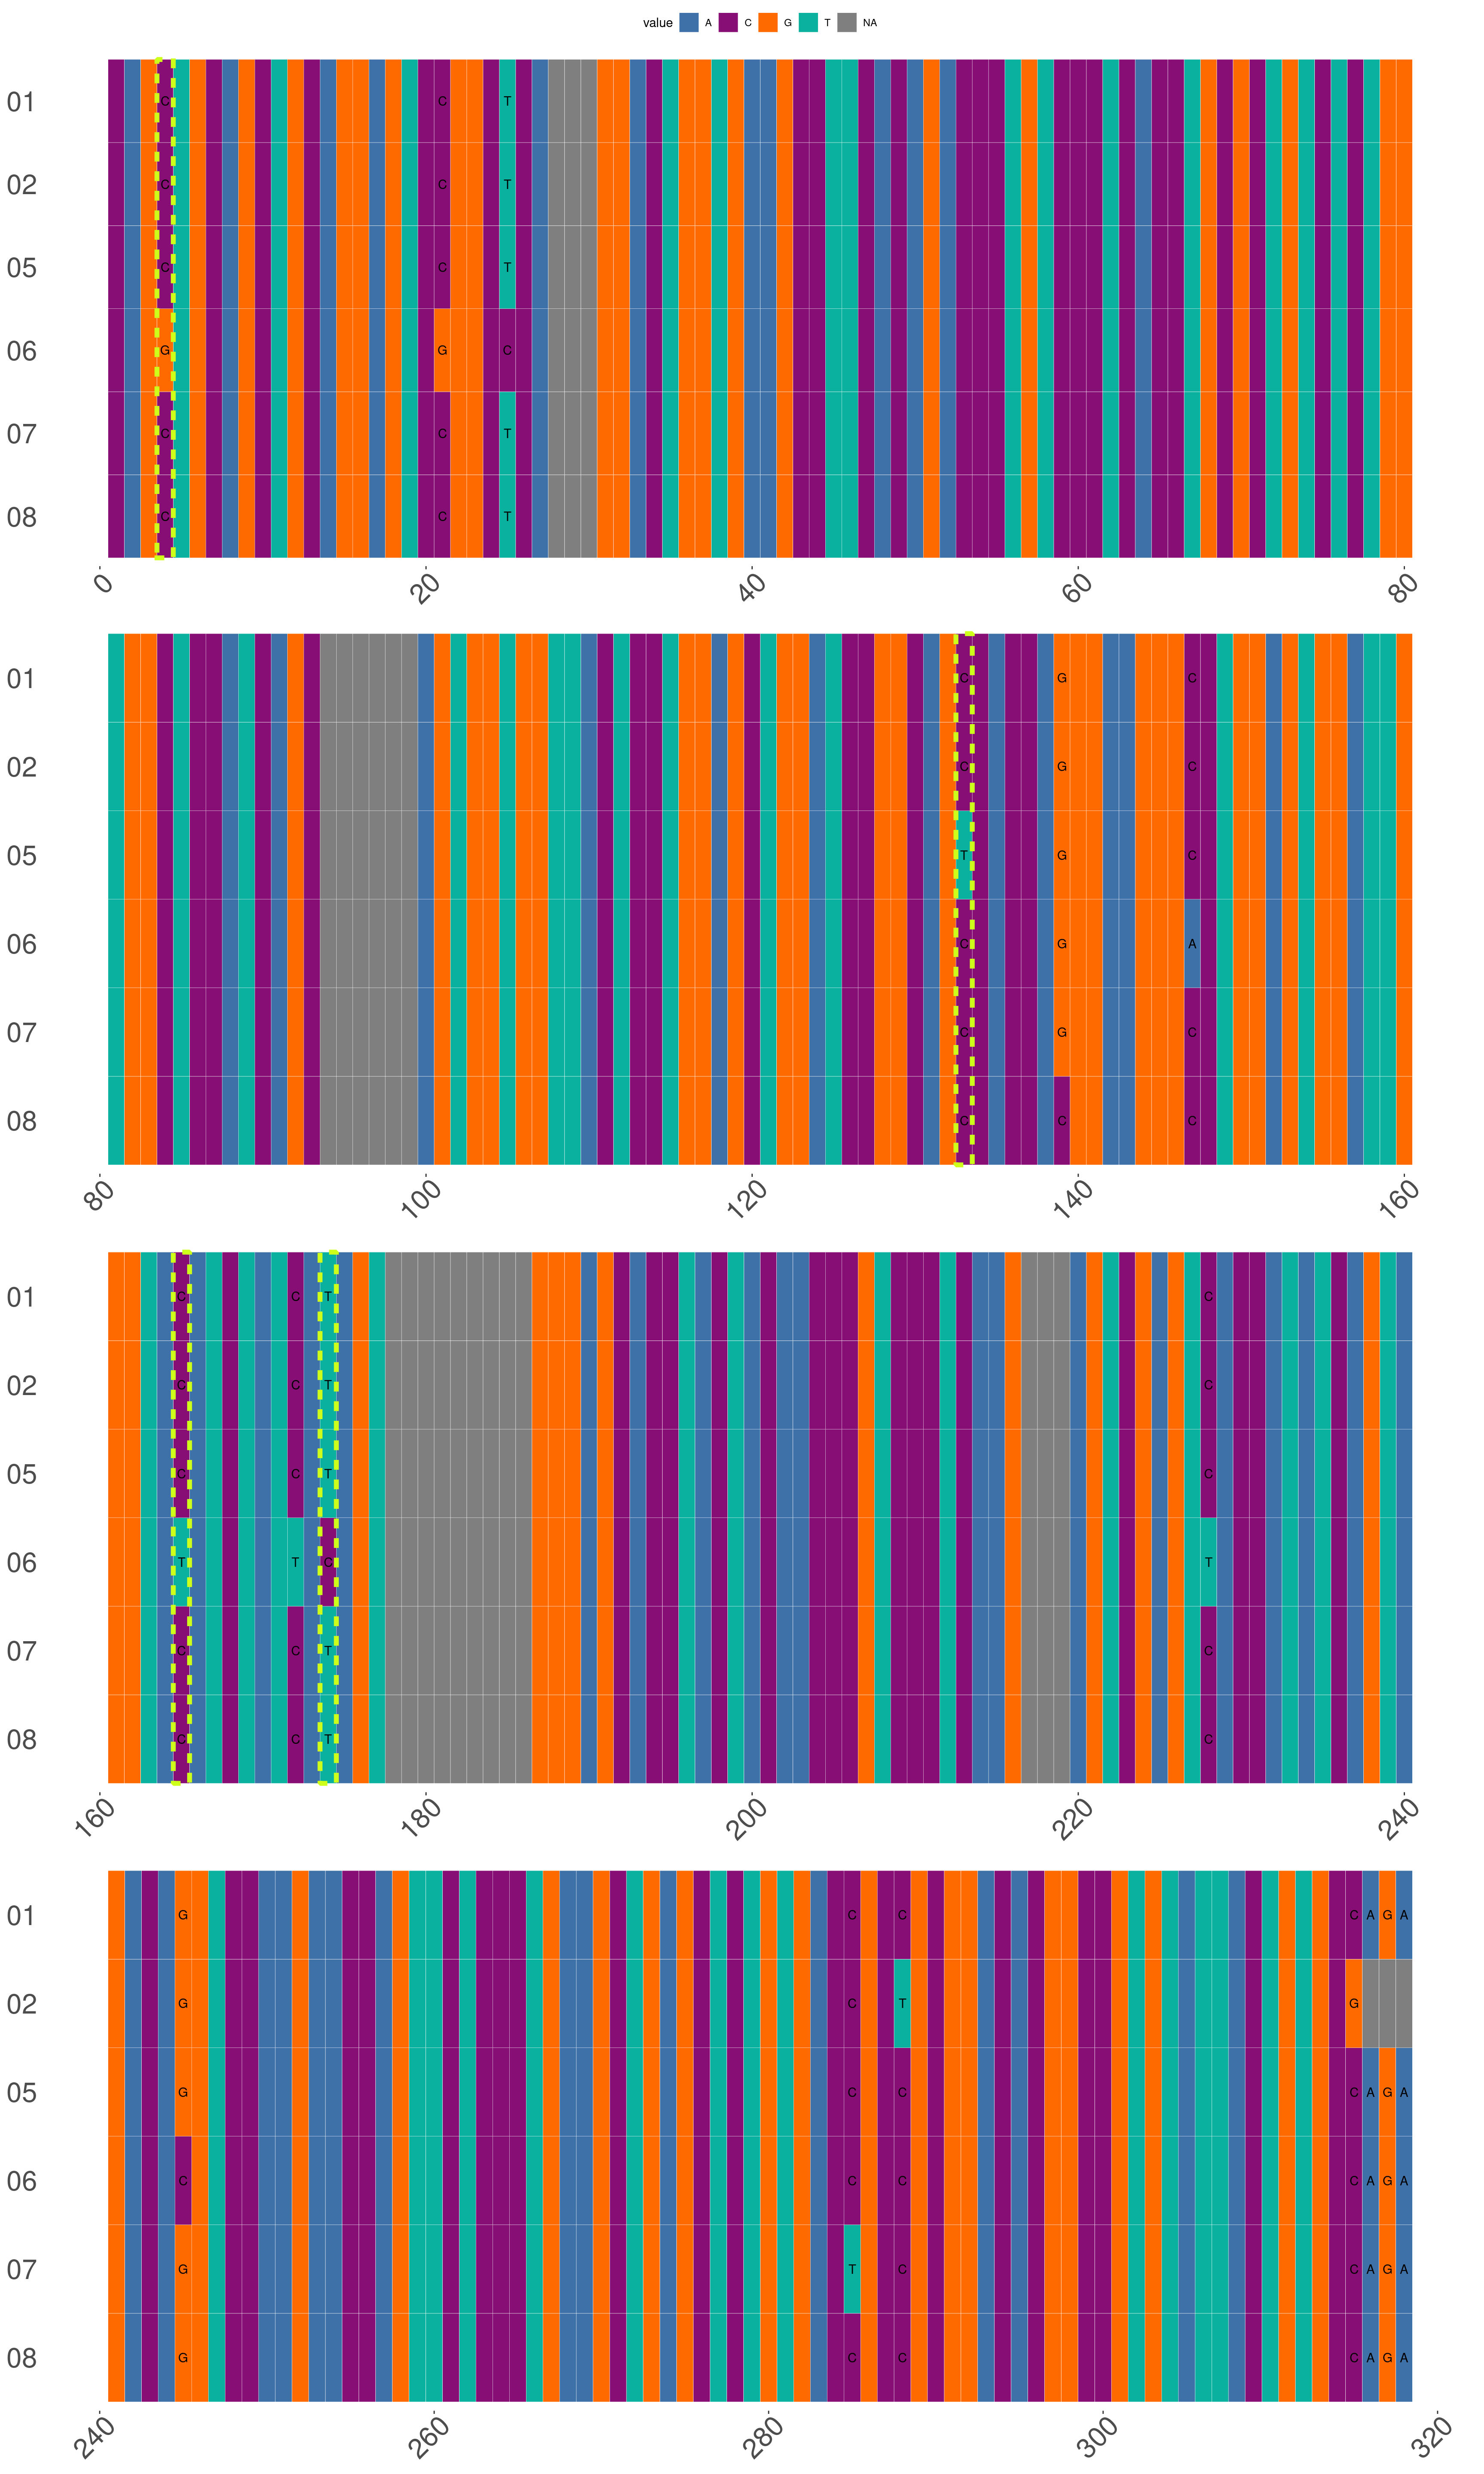 value A C G T NA
01 C C T
02 C C T
05 C C T
06 G G C
07 C C T
08 C C T
0 20 40 60 80
01 C G C
02 C G C
05 T G C
06 C G A
07 C G C
08 C C C
80 100 120 140 160
01 C C T C
02 C C T C
05 C C T C
06 T T C T
07 C C T C
08 C C T C
160 180 200 220 240
01 G C C C A G A
02 G C T G
05 G C C C A G A
06 C C C C A G A
07 G T C C A G A
08 G C C C A G A
240 260 280 300 320